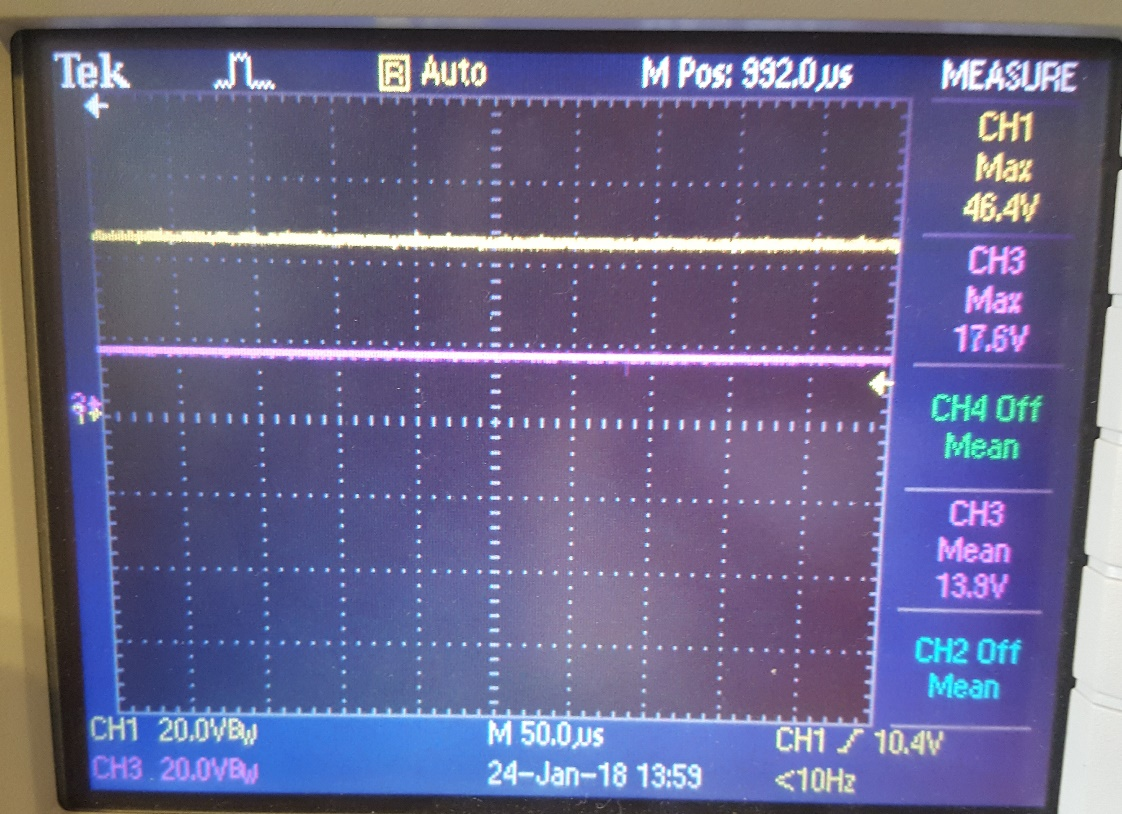 Tek R Auto M Pos: 992.0µs MEASURE
CH1
Max
46.4V
CH3
Max
17.6V
CH4 Off
Mean
CH3
Mean
13.9V
CH2 Off
Mean
CH1 20.0VBW M 50.0µs CH1 10.4V
CH3 20.0VBW 24-Jan-18 13:59 <10Hz